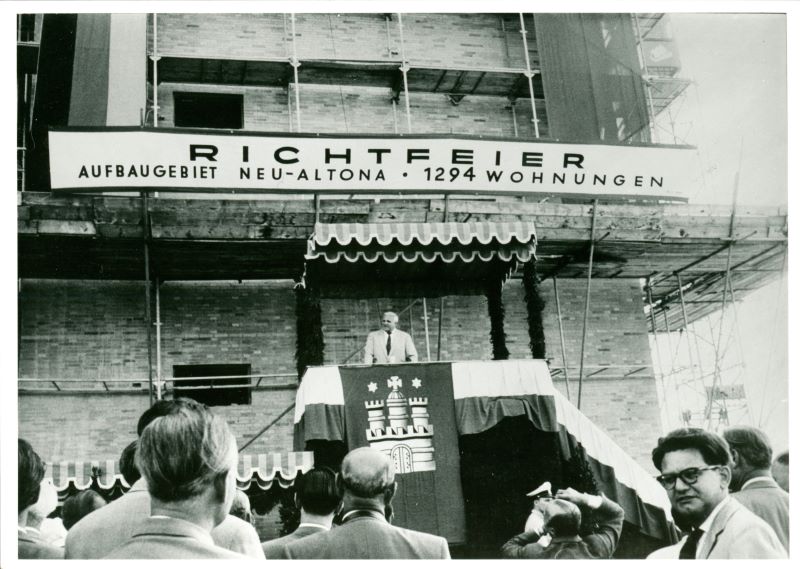 RICHTFEIER
AUFBAUGEBIET NEU-ALTONA · 1294 WOHNUNGEN